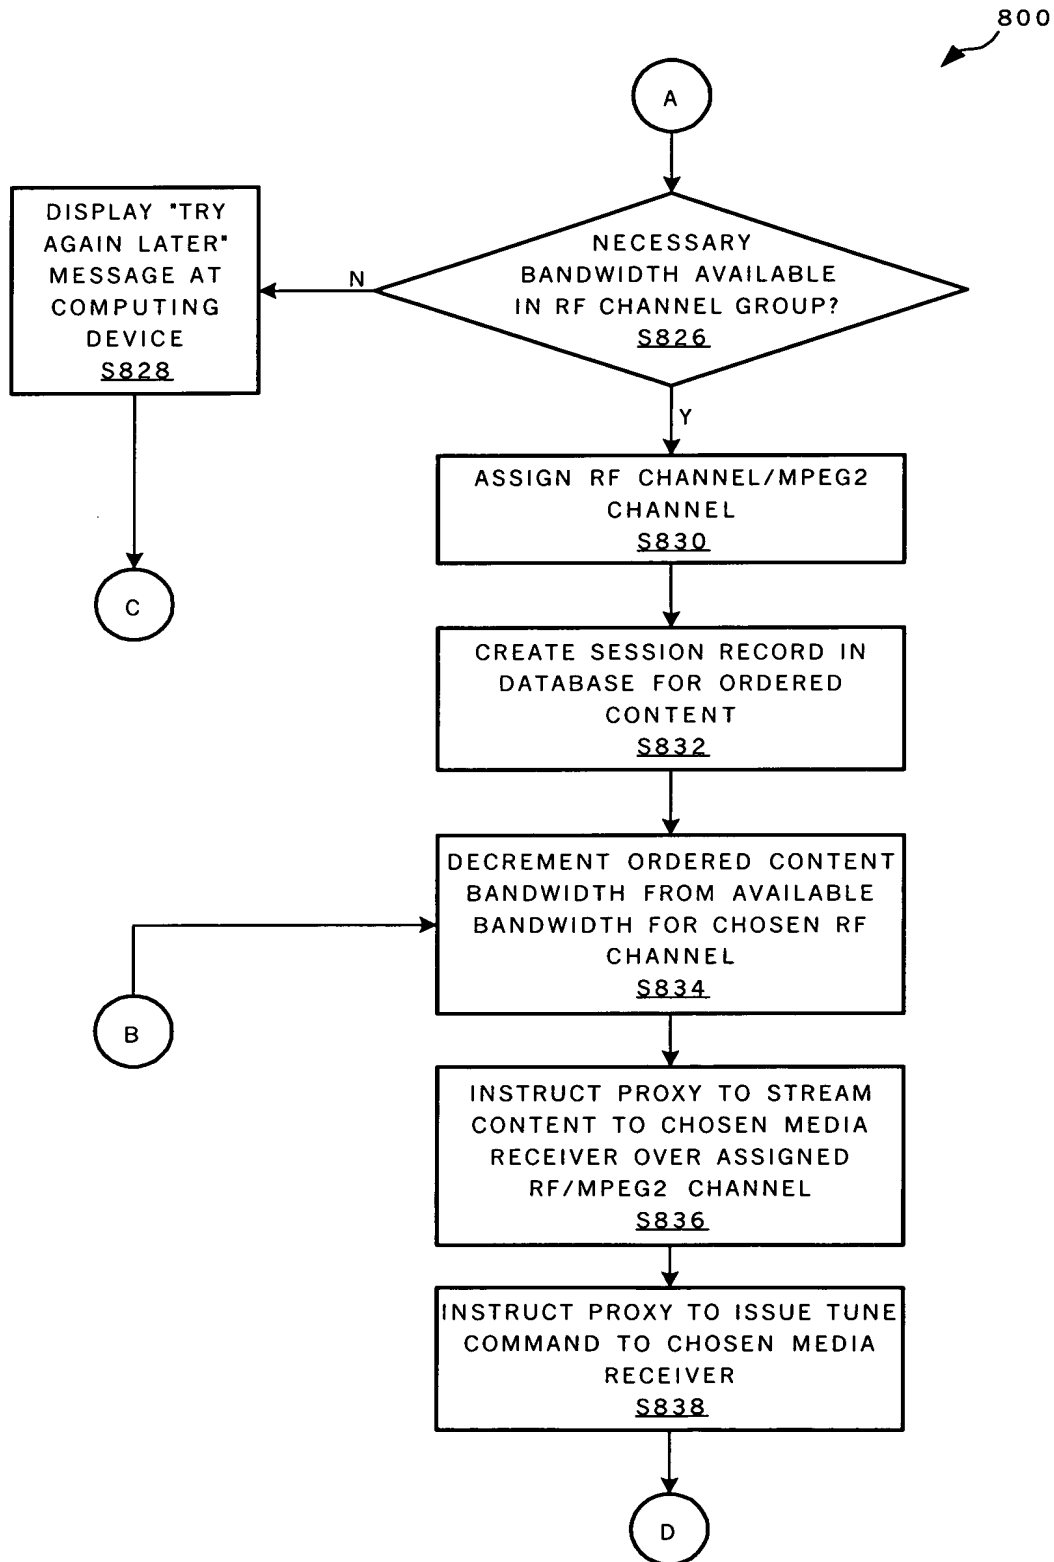 800
A
DISPLAY "TRY
AGAIN LATER"
MESSAGE AT
COMPUTING
DEVICE
S828
N
NECESSARY
BANDWIDTH AVAILABLE
IN RF CHANNEL GROUP?
S826
Y
ASSIGN RF CHANNEL/MPEG2
CHANNEL
S830
C
CREATE SESSION RECORD IN
DATABASE FOR ORDERED
CONTENT
S832
DECREMENT ORDERED CONTENT
BANDWIDTH FROM AVAILABLE
BANDWIDTH FOR CHOSEN RF
CHANNEL
S834
B
INSTRUCT PROXY TO STREAM
CONTENT TO CHOSEN MEDIA
RECEIVER OVER ASSIGNED
RF/MPEG2 CHANNEL
S836
INSTRUCT PROXY TO ISSUE TUNE
COMMAND TO CHOSEN MEDIA
RECEIVER
S838
D